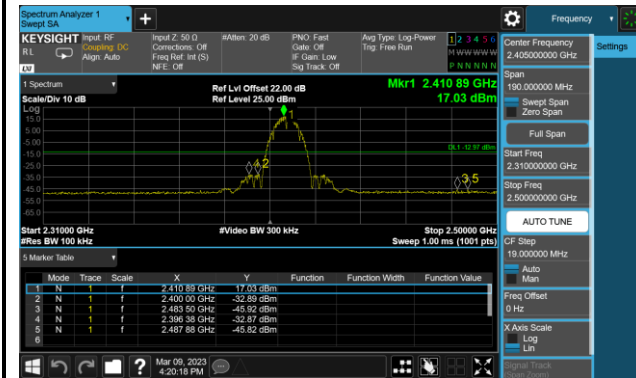 Spectrum Analyzer 1
Swept SA
Frequency
KEYSIGHT
RL
Input: RF
Coupling: DC
Align: Auto
Input Z: 50 Ω
Corrections: Off
Freq Ref: Int (S)
NFE: Off
#Atten: 20 dB
PNO: Fast
Gate: Off
IF Gain: Low
Sig Track: Off
Avg Type: Log-Power
Trig: Free Run
1 2 3 4 5 6
M W W W W W
P N N N N N
Center Frequency
2.405000000 GHz
Settings
Span
190.000000 MHz
Swept Span
Zero Span
Full Span
Start Freq
2.310000000 GHz
Stop Freq
2.500000000 GHz
AUTO TUNE
CF Step
19.000000 MHz
Auto
Man
Freq Offset
0 Hz
X Axis Scale
Log
Lin
Signal Track
(Span Zoom)
1 Spectrum
Scale/Div 10 dB
Log
Ref Lvl Offset 22.00 dB
Ref Level 25.00 dBm
Mkr1 2.410 89 GHz
17.03 dBm
15.0
5.00
-5.00
-15.0
-25.0
-35.0
-45.0
-55.0
-65.0
1
DL1 -12.97 dBm
4 2
3 5
Start 2.31000 GHz
#Res BW 100 kHz
#Video BW 300 kHz
Stop 2.50000 GHz
Sweep 1.00 ms (1001 pts)
5 Marker Table
Mode Trace Scale X Y Function Function Width Function Value
1 N 1 f 2.410 89 GHz 17.03 dBm
2 N 1 f 2.400 00 GHz -32.89 dBm
3 N 1 f 2.483 50 GHz -45.92 dBm
4 N 1 f 2.396 38 GHz -32.87 dBm
5 N 1 f 2.487 88 GHz -45.82 dBm
6
?
Mar 09, 2023
4:20:18 PM